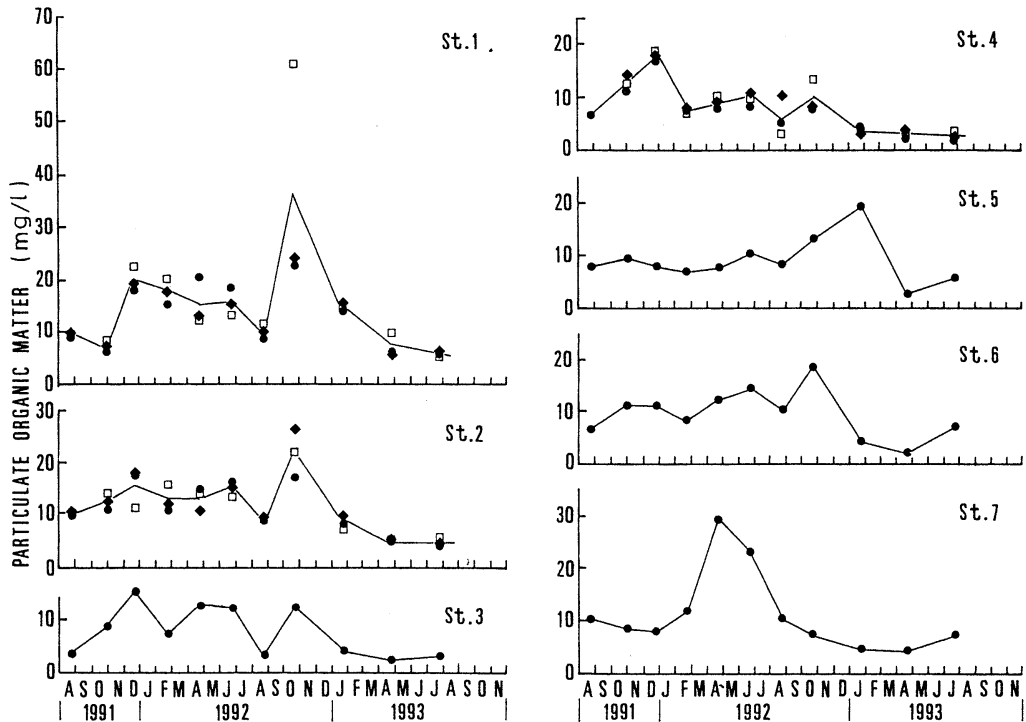 PARTICULATE ORGANIC MATTER (mg/l)
St.1
70
60
50
40
30
20
10
0
St.2
30
20
10
0
St.3
10
0
A S O N D J F M A M J J A S O N D J F M A M J J A S O N
1991 1992 1993
St.4
20
10
0
St.5
20
10
0
St.6
20
10
0
St.7
30
20
10
0
A S O N D J F M A M J J A S O N D J F M A M J J A S O N
1991 1992 1993